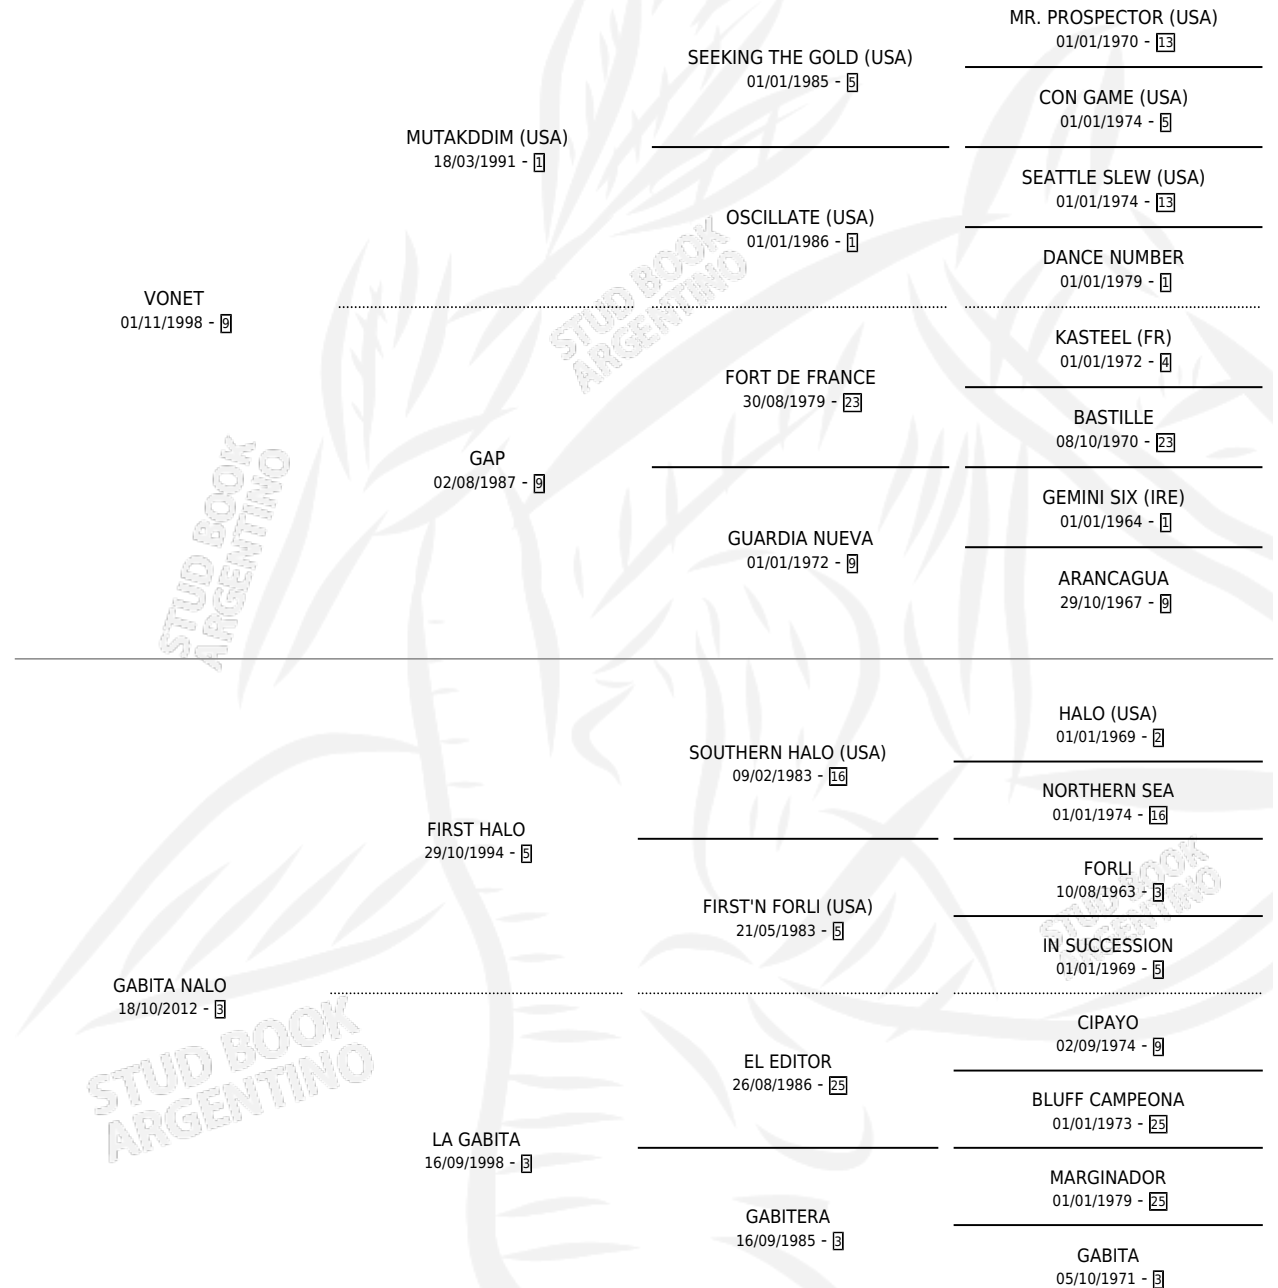 MR. PROSPECTOR (USA)
01/01/1970 - 13
SEEKING THE GOLD (USA)
01/01/1985 - 5
CON GAME (USA)
01/01/1974 - 5
MUTAKDDIM (USA)
18/03/1991 - 1
SEATTLE SLEW (USA)
01/01/1974 - 13
OSCILLATE (USA)
01/01/1986 - 1
DANCE NUMBER
01/01/1979 - 1
VONET
01/11/1998 - 9
KASTEEL (FR)
01/01/1972 - 4
FORT DE FRANCE
30/08/1979 - 23
BASTILLE
08/10/1970 - 23
GAP
02/08/1987 - 9
GEMINI SIX (IRE)
01/01/1964 - 1
GUARDIA NUEVA
01/01/1972 - 9
ARANCAGUA
29/10/1967 - 9
HALO (USA)
01/01/1969 - 2
SOUTHERN HALO (USA)
09/02/1983 - 16
NORTHERN SEA
01/01/1974 - 16
FIRST HALO
29/10/1994 - 5
FORLI
10/08/1963 - 3
FIRST'N FORLI (USA)
21/05/1983 - 5
IN SUCCESSION
01/01/1969 - 5
GABITA NALO
18/10/2012 - 3
CIPAYO
02/09/1974 - 9
EL EDITOR
26/08/1986 - 25
BLUFF CAMPEONA
01/01/1973 - 25
LA GABITA
16/09/1998 - 3
MARGINADOR
01/01/1979 - 25
GABITERA
16/09/1985 - 3
GABITA
05/10/1971 - 3
STUD BOOK
ARGENTINO
STUD BOOK
ARGENTINO
STUD BOOK
ARGENTINO
STUD BOOK
ARGENTINO